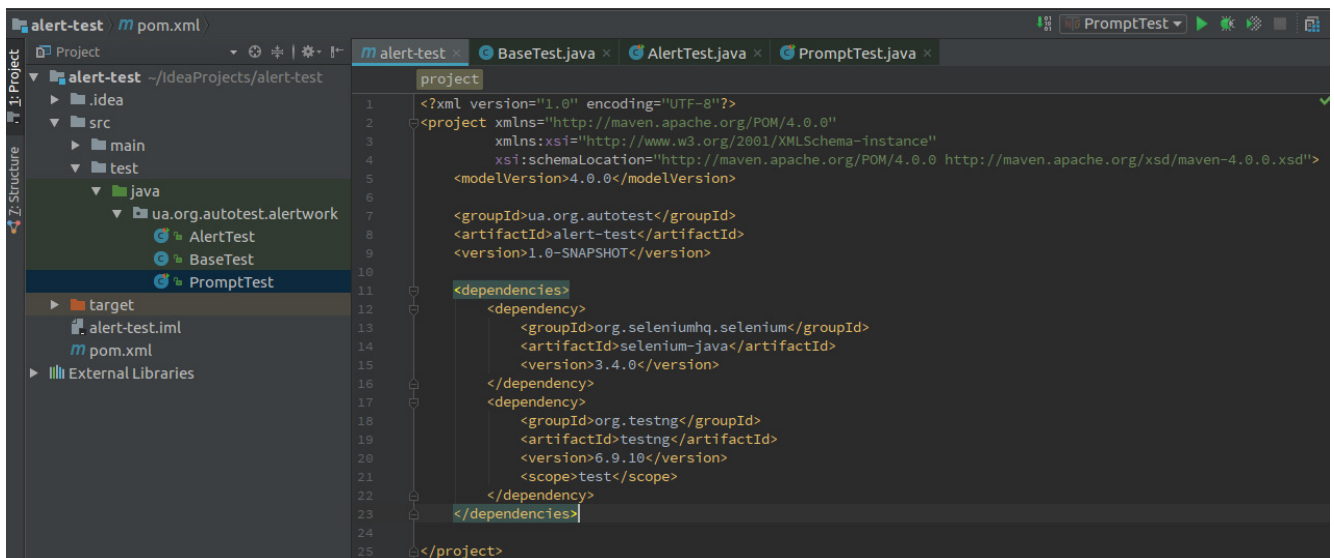 alert-test
pom.xml
PromptTest
Project
alert-test
BaseTest.java
AlertTest.java
PromptTest.java
1: Project
Z: Structure
alert-test ~/IdeaProjects/alert-test
.idea
src
main
test
java
ua.org.autotest.alertwork
AlertTest
BaseTest
PromptTest
target
alert-test.iml
pom.xml
External Libraries
project
1 <?xml version="1.0" encoding="UTF-8"?>
2 <project xmlns="http://maven.apache.org/POM/4.0.0"
3 xmlns:xsi="http://www.w3.org/2001/XMLSchema-instance"
4 xsi:schemaLocation="http://maven.apache.org/POM/4.0.0 http://maven.apache.org/xsd/maven-4.0.0.xsd">
5 <modelVersion>4.0.0</modelVersion>
6
7 <groupId>ua.org.autotest</groupId>
8 <artifactId>alert-test</artifactId>
9 <version>1.0-SNAPSHOT</version>
10
11 <dependencies>
12 <dependency>
13 <groupId>org.seleniumhq.selenium</groupId>
14 <artifactId>selenium-java</artifactId>
15 <version>3.4.0</version>
16 </dependency>
17 <dependency>
18 <groupId>org.testng</groupId>
19 <artifactId>testng</artifactId>
20 <version>6.9.10</version>
21 <scope>test</scope>
22 </dependency>
23 </dependencies>
24
25 </project>